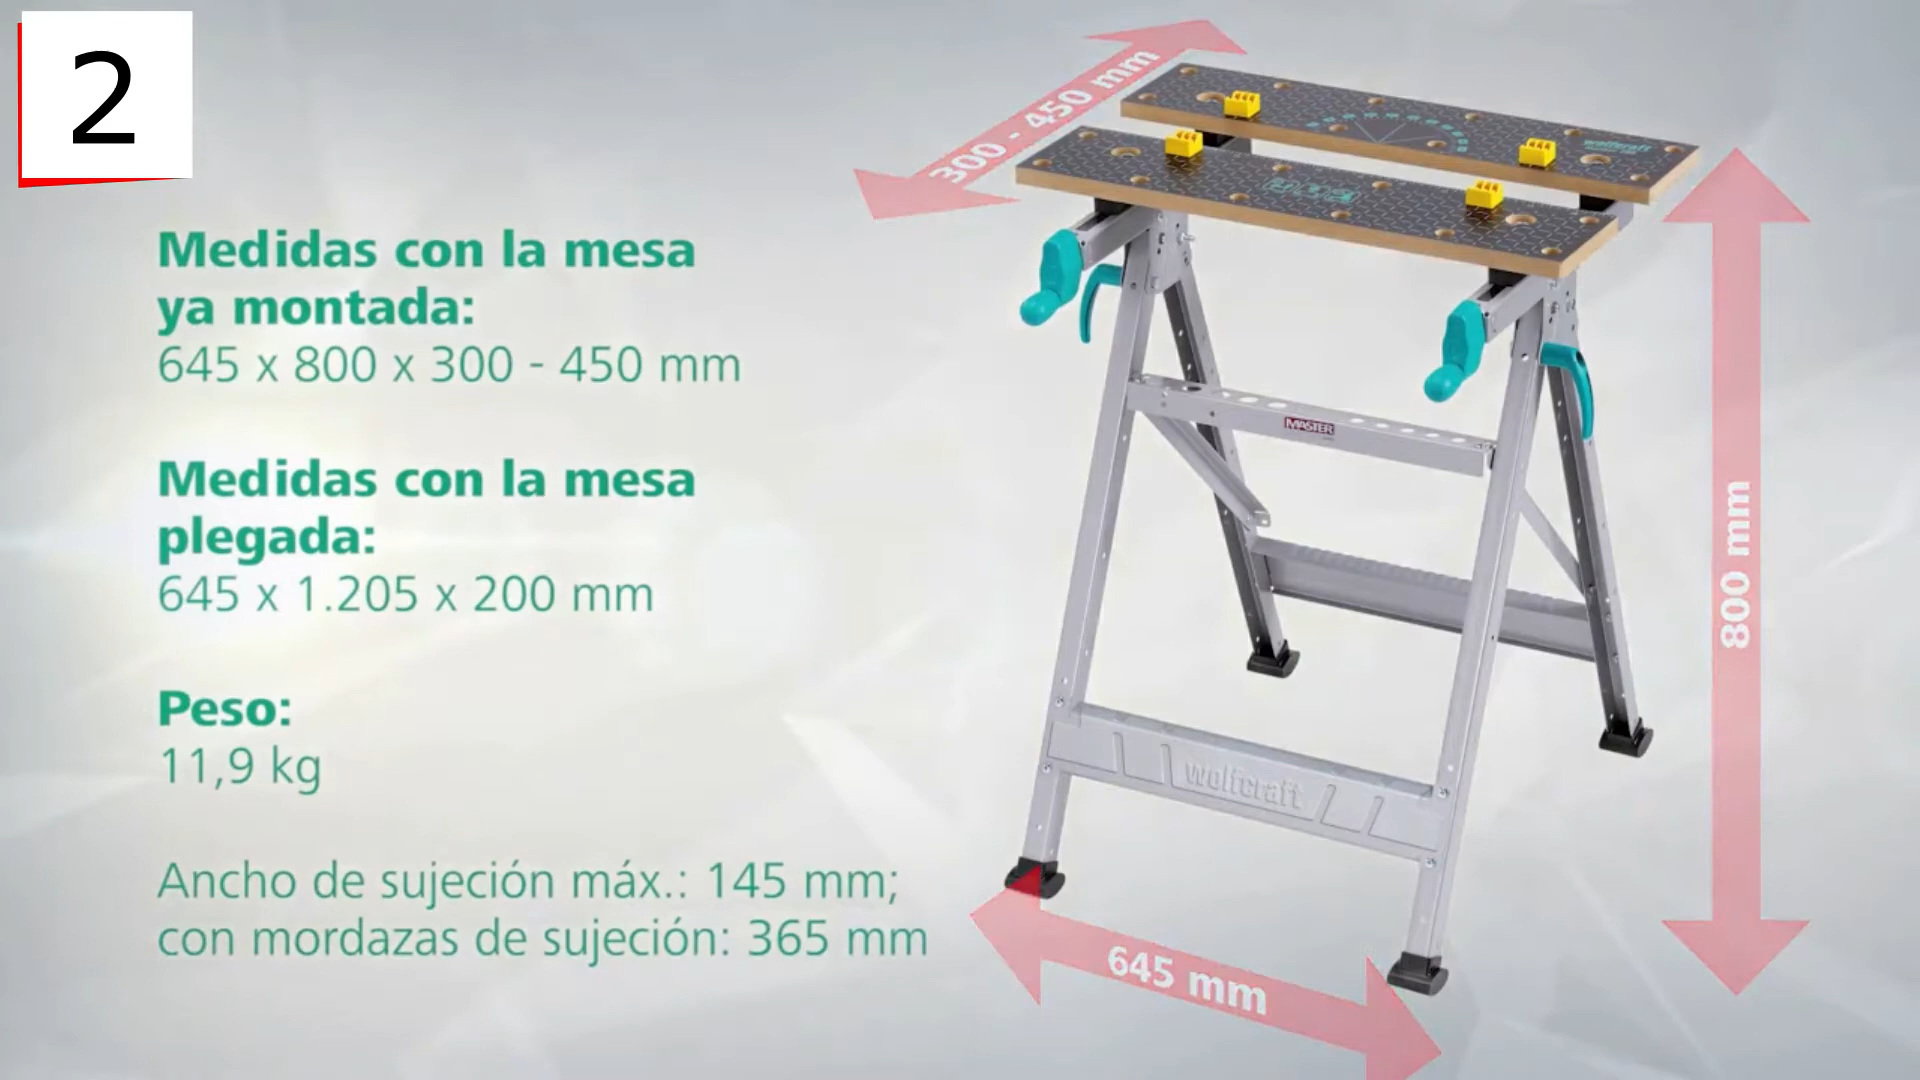 2
Medidas con la mesa
ya montada:
645 x 800 x 300 - 450 mm
Medidas con la mesa
plegada:
645 x 1.205 x 200 mm
Peso:
11,9 kg
Ancho de sujeción máx.: 145 mm;
con mordazas de sujeción: 365 mm
300 - 450 mm
wolfcraft
MASTER
800 mm
wolfcraft
645 mm